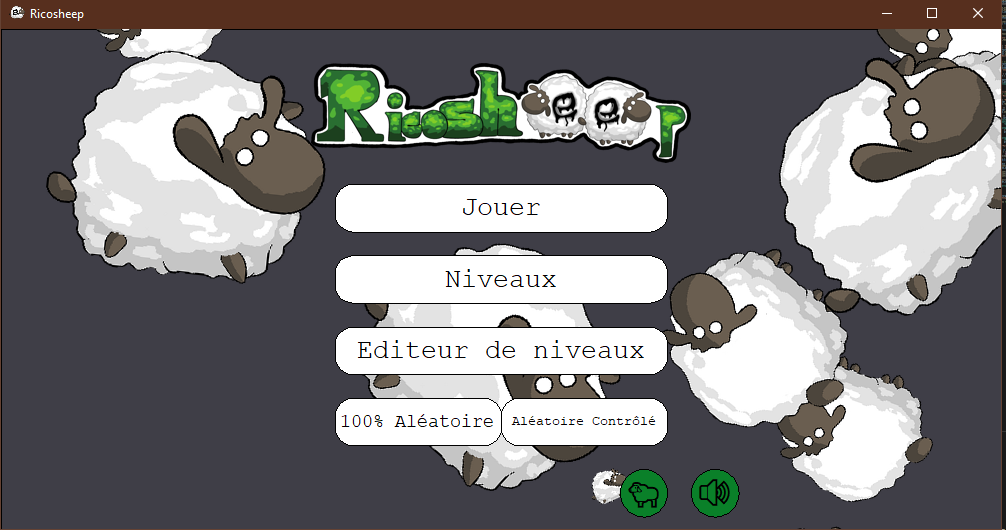 Ricosheep
Ricosheep
Jouer
Niveaux
Editeur de niveaux
100% Aléatoire
Aléatoire Contrôlé